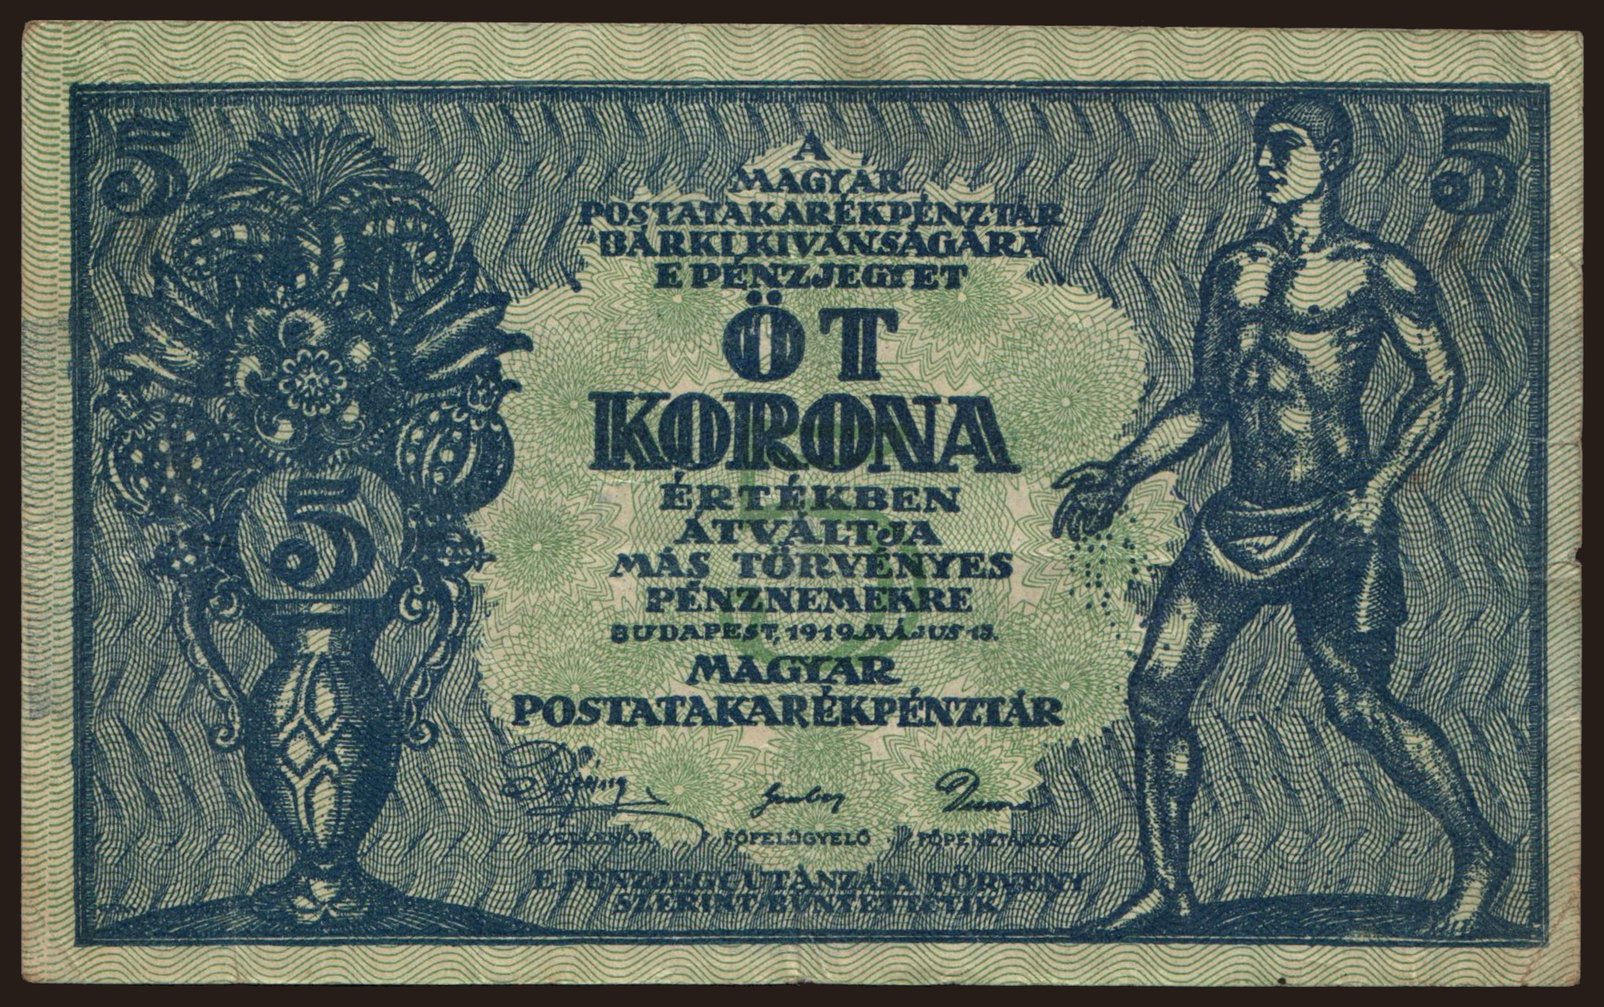 5
5
A
MAGYAR
POSTATAKARÉKPÉNZTÁR
BÁRKI KIVÁNSÁGÁRA
E PÉNZJEGYET
ÖT
KORONA
5
ÉRTÉKBEN
ÁTVÁLTJA
MÁS TÖRVÉNYES
PÉNZNEMEKRE
BUDAPEST, 1919. MÁJUS 15.
MAGYAR
POSTATAKARÉKPÉNZTÁR
FŐELLENŐR FŐFELÜGYELŐ FŐPÉNZTÁROS
E PÉNZJEGY UTÁNZÁSA TÖRVÉNY
SZERINT BÜNTETTETIK